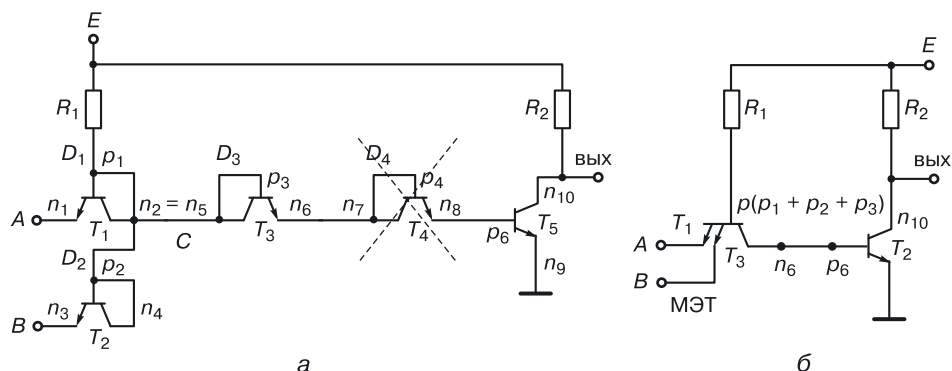 E
R₁
R₂
D₁
p₁
D₃
p₃
D₄
p₄
вых
A
n₁
T₁
n₂ = n₅
C
T₃
n₆
n₇
T₄
n₈
p₆
n₁₀
T₅
n₉
D₂
p₂
B
n₃
T₂
n₄
а
E
R₁
R₂
вых
T₁
p(p₁ + p₂ + p₃)
n₁₀
A
T₃
n₆
p₆
T₂
B
МЭТ
б